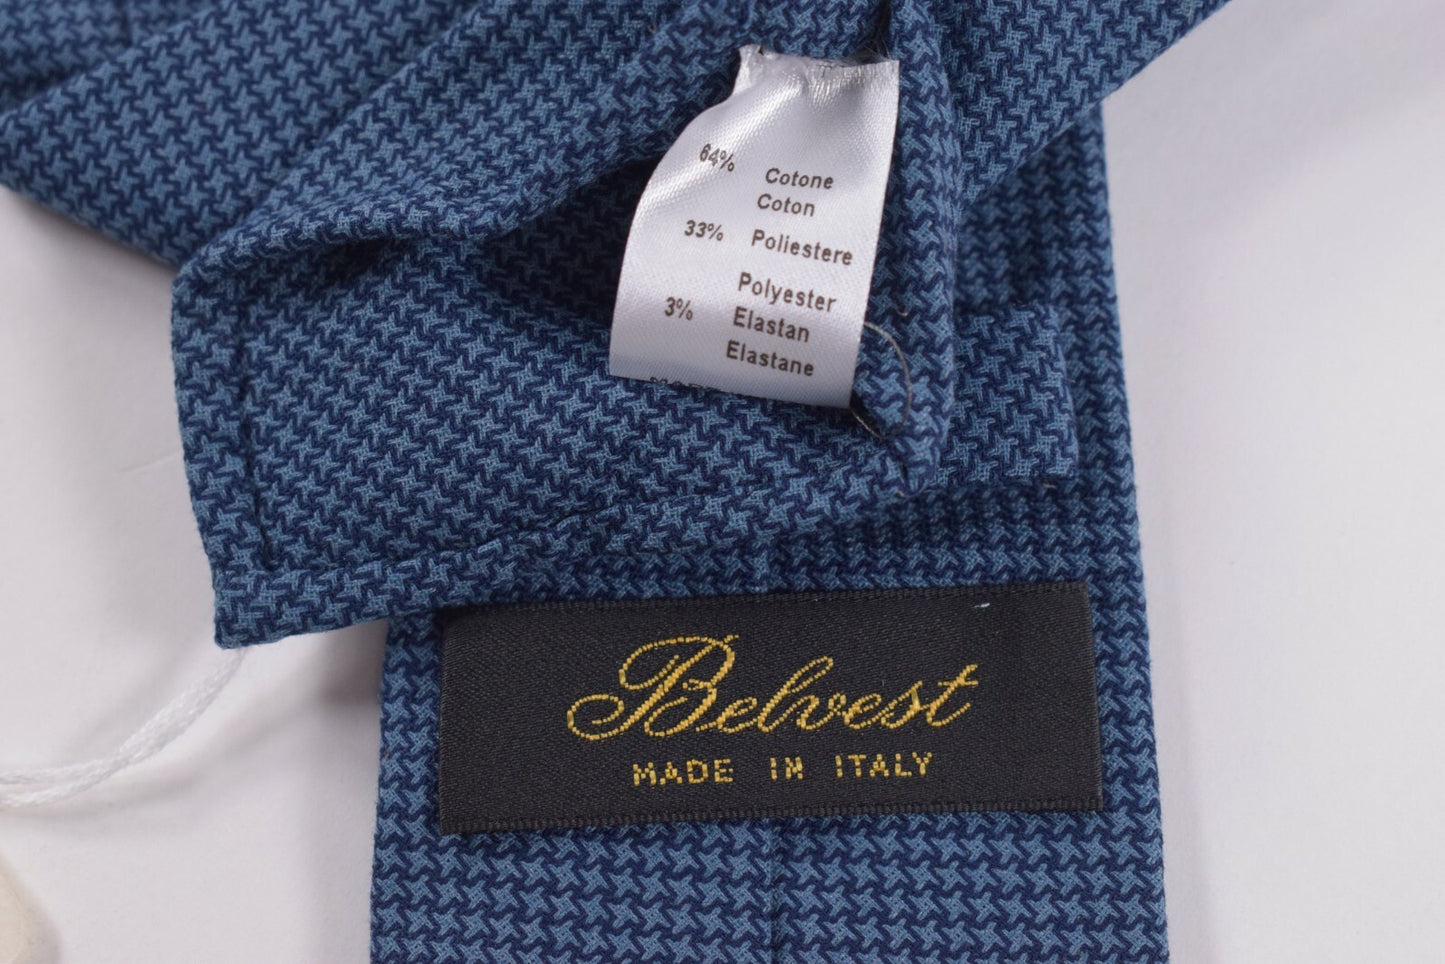 64% Cotone
Coton
33% Poliestere
Polyester
3% Elastan
Elastane
Belvest
MADE IN ITALY